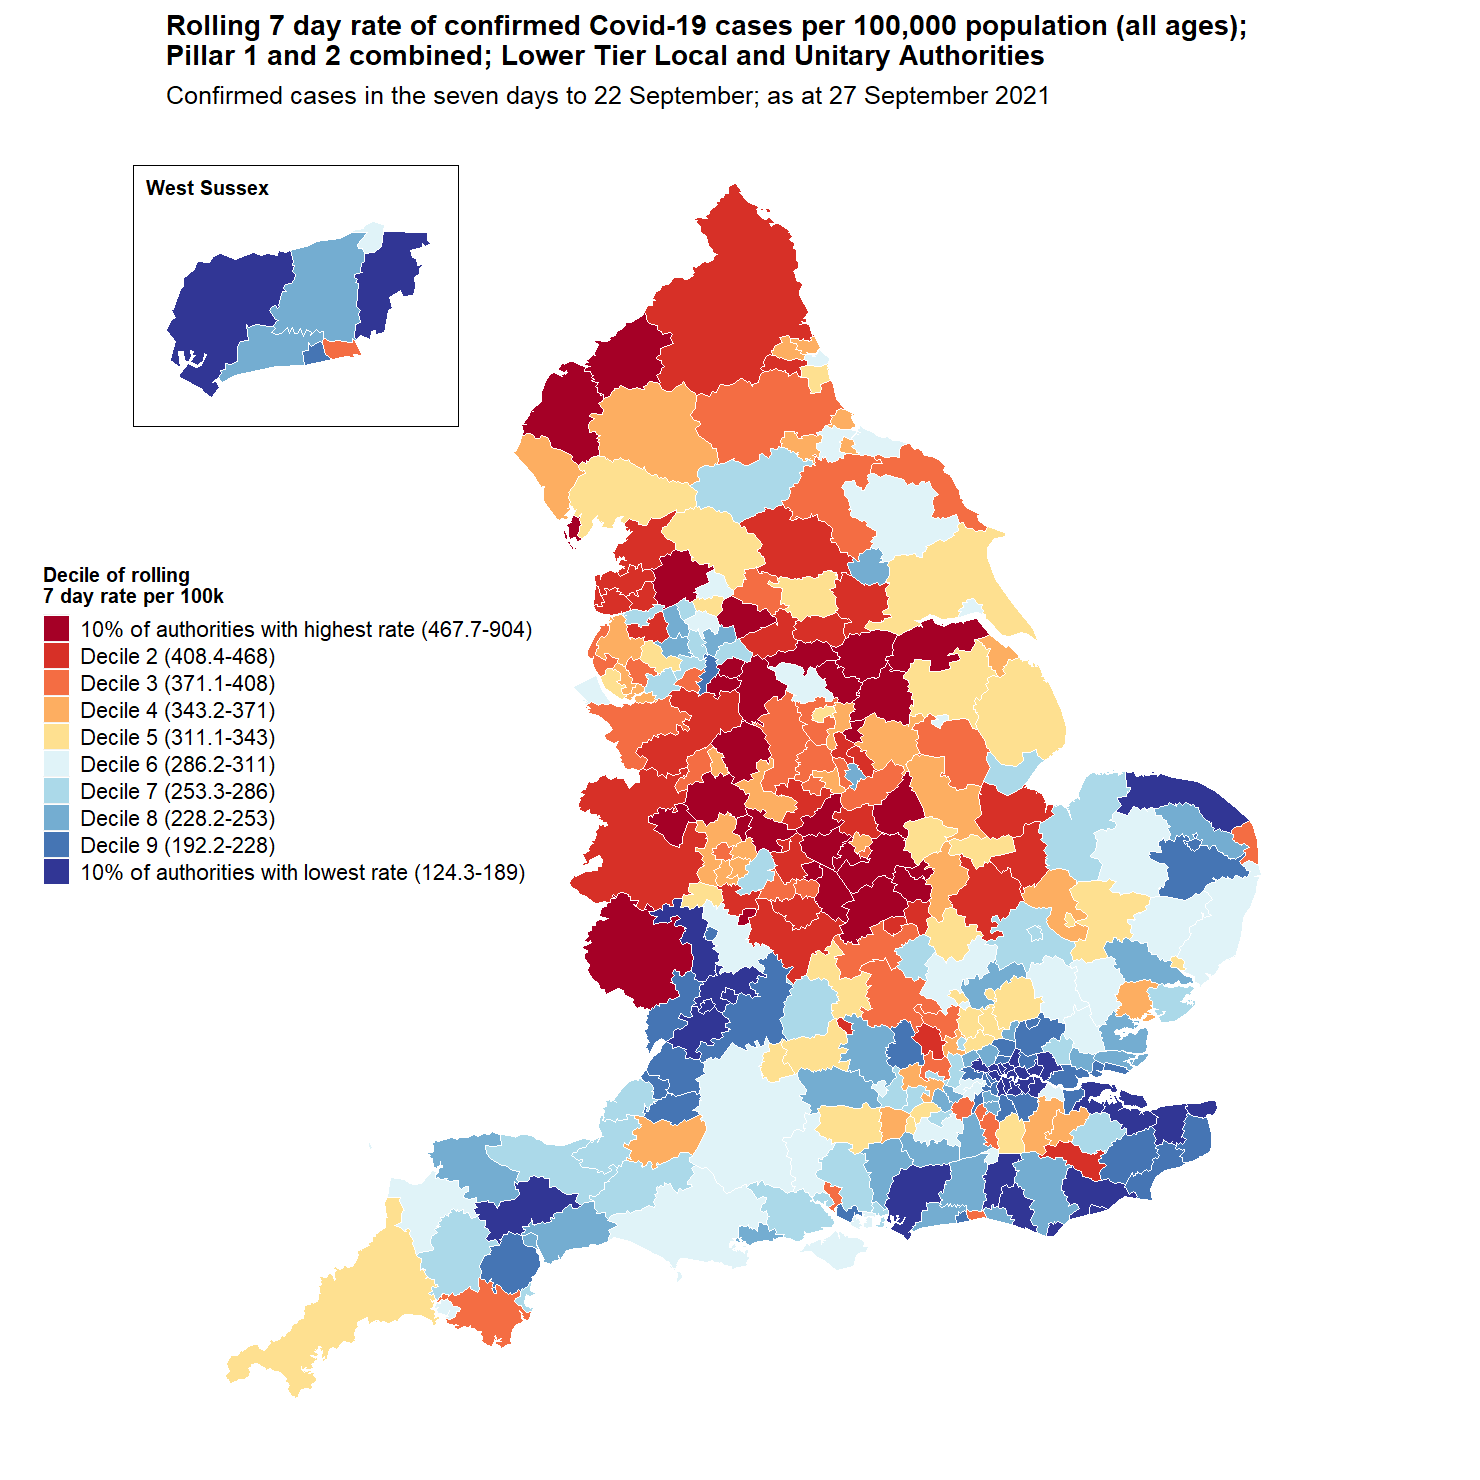 Rolling 7 day rate of confirmed Covid-19 cases per 100,000 population (all ages);
Pillar 1 and 2 combined; Lower Tier Local and Unitary Authorities
Confirmed cases in the seven days to 22 September; as at 27 September 2021
West Sussex
Decile of rolling
7 day rate per 100k
10% of authorities with highest rate (467.7-904)
Decile 2 (408.4-468)
Decile 3 (371.1-408)
Decile 4 (343.2-371)
Decile 5 (311.1-343)
Decile 6 (286.2-311)
Decile 7 (253.3-286)
Decile 8 (228.2-253)
Decile 9 (192.2-228)
10% of authorities with lowest rate (124.3-189)